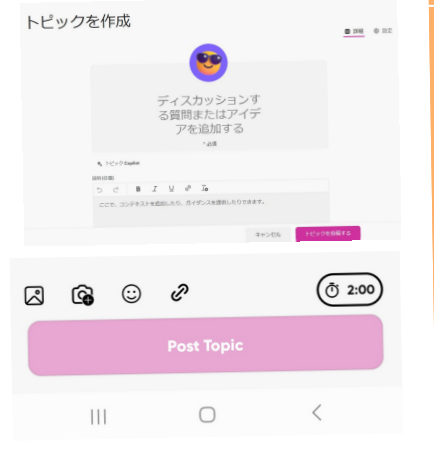 トピックを作成
詳細
設定
ディスカッションす
る質問またはアイデ
アを追加する
*必須
トピック Copilot
説明(任意)
B I U
ここで、コンテキストを追加したり、ガイダンスを提供したりできます。
キャンセル トピックを投稿する
2:00
Post Topic